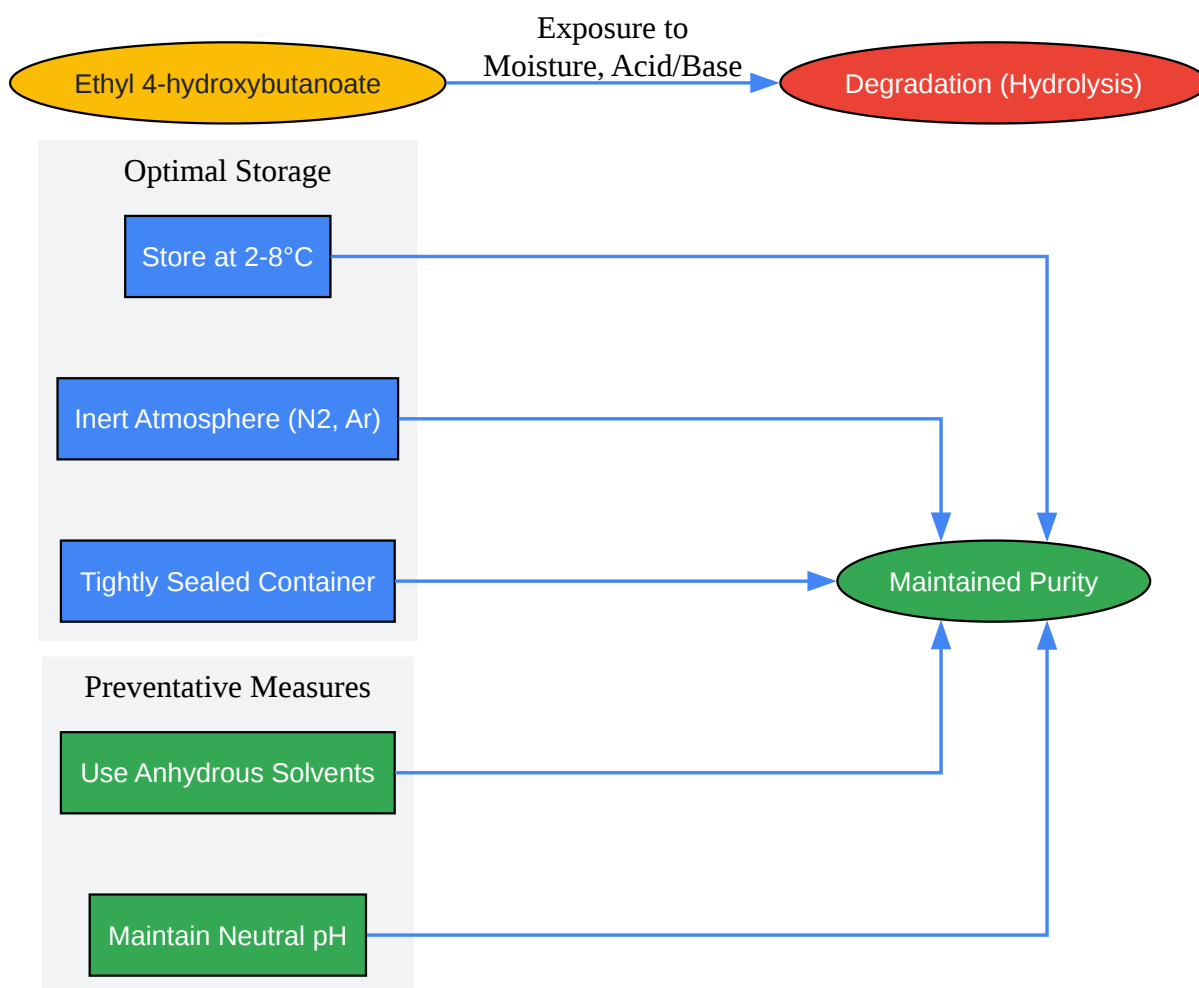 Exposure to
Moisture, Acid/Base
Ethyl 4-hydroxybutanoate
Degradation (Hydrolysis)
Optimal Storage
Store at 2-8°C
Inert Atmosphere (N2, Ar)
Tightly Sealed Container
Maintained Purity
Preventative Measures
Use Anhydrous Solvents
Maintain Neutral pH